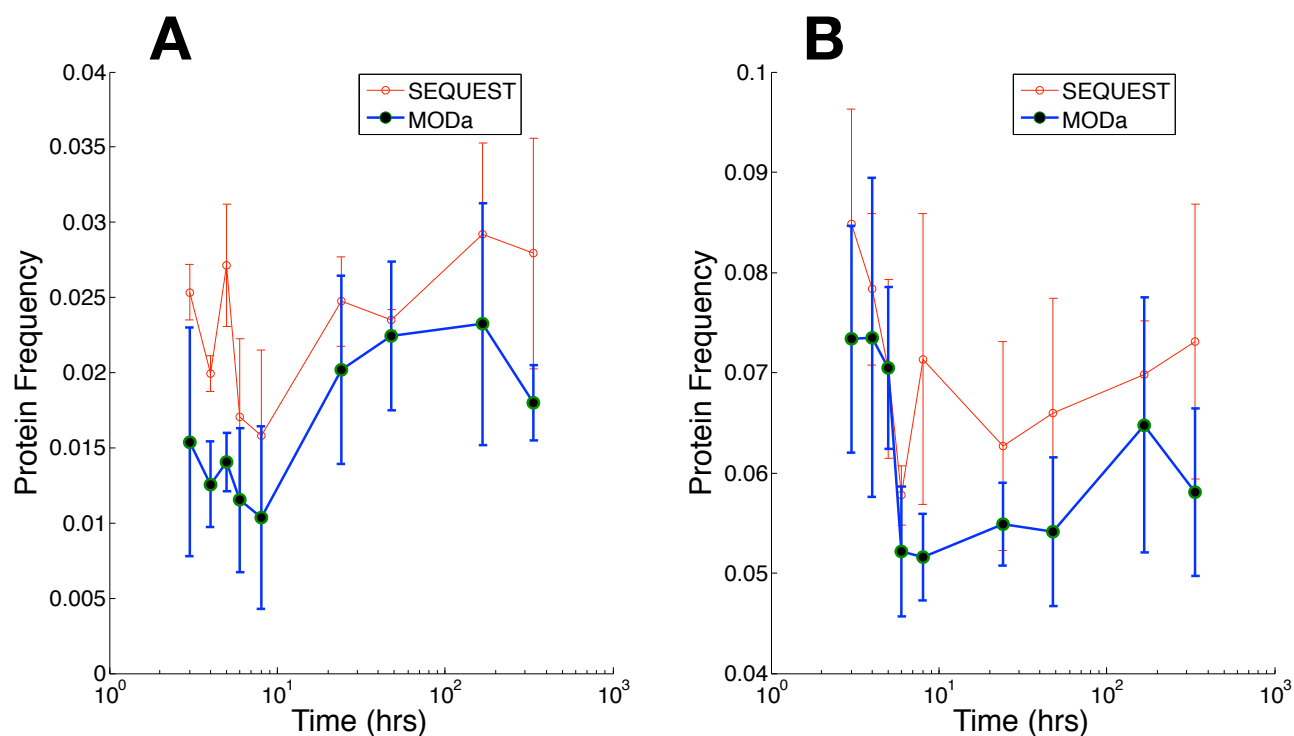 A
B
SEQUEST
MODa
0.04
0.035
0.03
0.025
0.02
0.015
0.01
0.005
0
Protein Frequency
10^0
10^1
10^2
10^3
Time (hrs)
SEQUEST
MODa
0.1
0.09
0.08
0.07
0.06
0.05
0.04
Protein Frequency
10^0
10^1
10^2
10^3
Time (hrs)